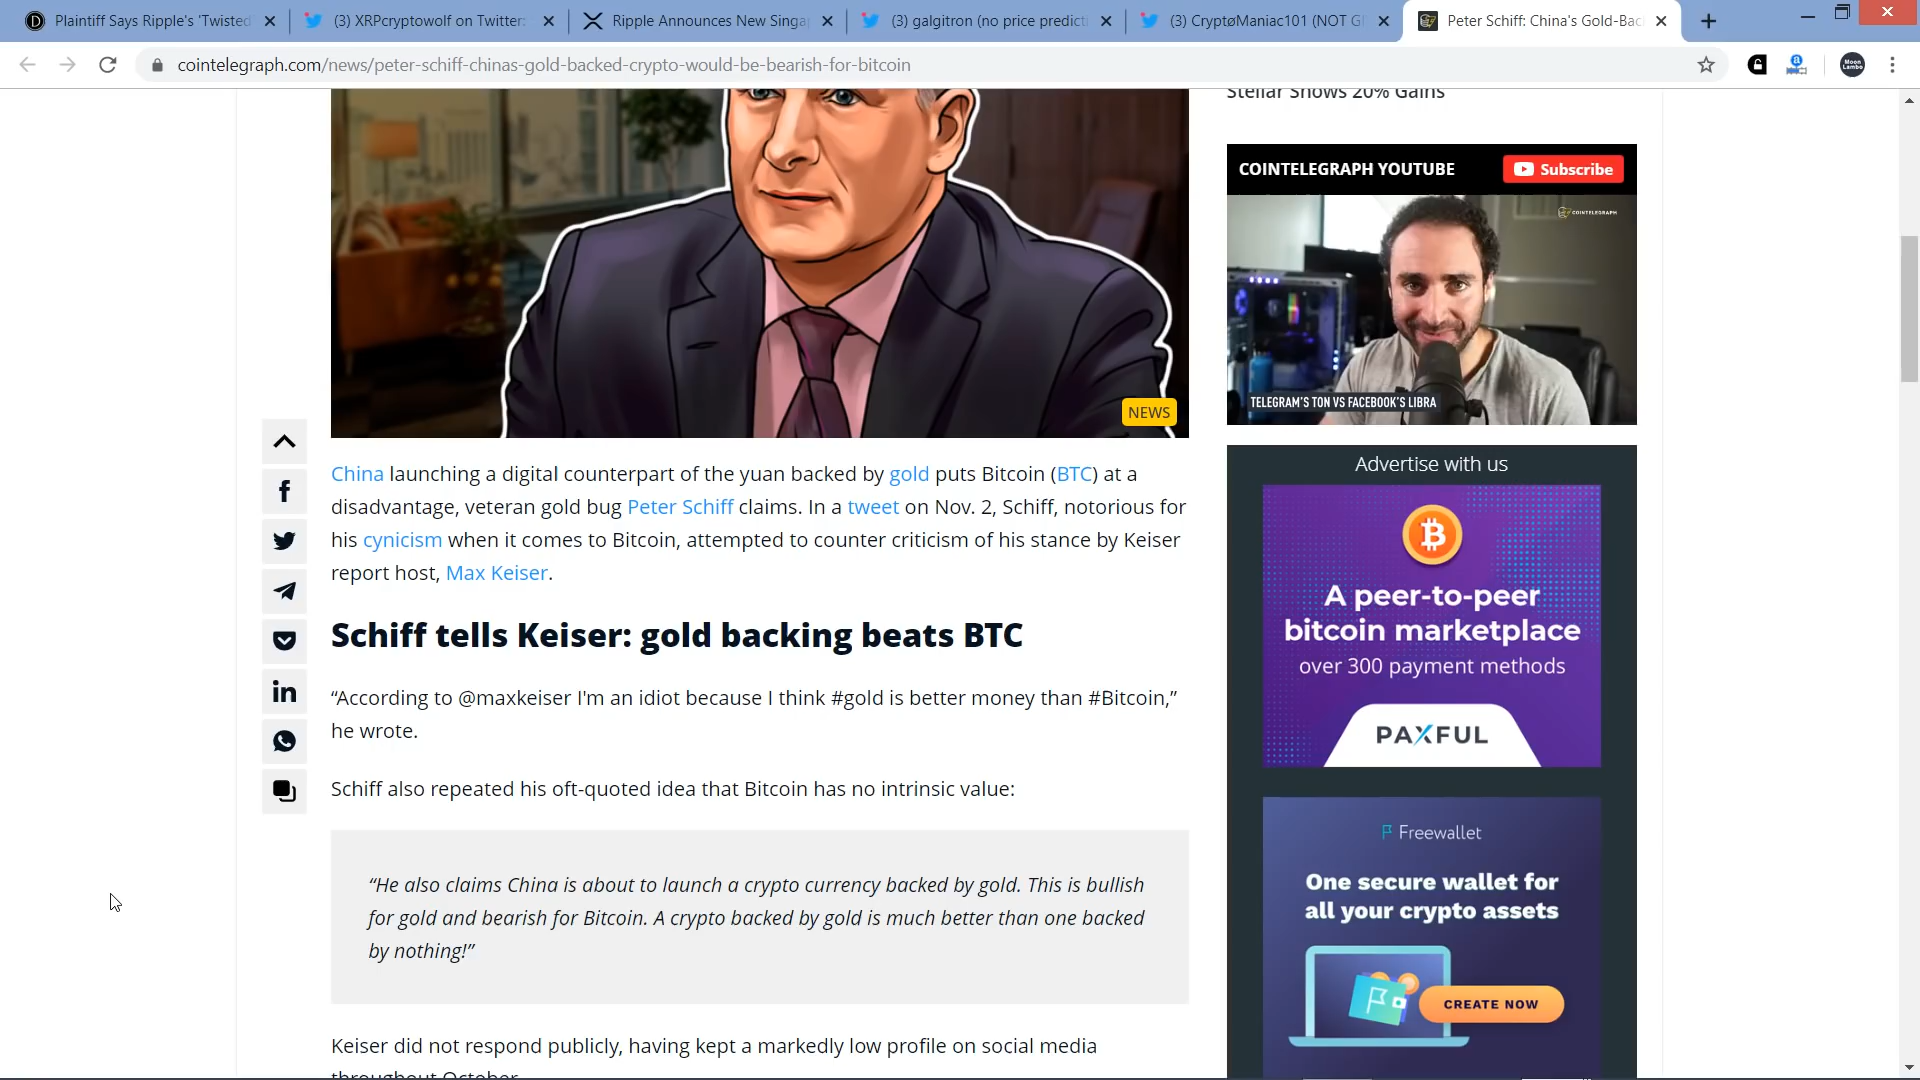 Plaintiff Says Ripple's 'Twisted
(3) XRPcryptowolf on Twitter:
Ripple Announces New Singa
(3) galgitron (no price predicti
(3) CryptøManiac101 (NOT GI
Peter Schiff: China's Gold-Bac
cointelegraph.com/news/peter-schiff-chinas-gold-backed-crypto-would-be-bearish-for-bitcoin
Moon
Lambo
Stellar Shows 20% Gains
COINTELEGRAPH YOUTUBE
Subscribe
COINTELEGRAPH
TELEGRAM'S TON VS FACEBOOK'S LIBRA
NEWS
China launching a digital counterpart of the yuan backed by gold puts Bitcoin (BTC) at a
disadvantage, veteran gold bug Peter Schiff claims. In a tweet on Nov. 2, Schiff, notorious for
his cynicism when it comes to Bitcoin, attempted to counter criticism of his stance by Keiser
report host, Max Keiser.
Schiff tells Keiser: gold backing beats BTC
“According to @maxkeiser I'm an idiot because I think #gold is better money than #Bitcoin,”
he wrote.
Schiff also repeated his oft-quoted idea that Bitcoin has no intrinsic value:
“He also claims China is about to launch a crypto currency backed by gold. This is bullish
for gold and bearish for Bitcoin. A crypto backed by gold is much better than one backed
by nothing!”
Keiser did not respond publicly, having kept a markedly low profile on social media
throughout October.
Advertise with us
A peer-to-peer
bitcoin marketplace
over 300 payment methods
PAXFUL
Freewallet
One secure wallet for
all your crypto assets
CREATE NOW